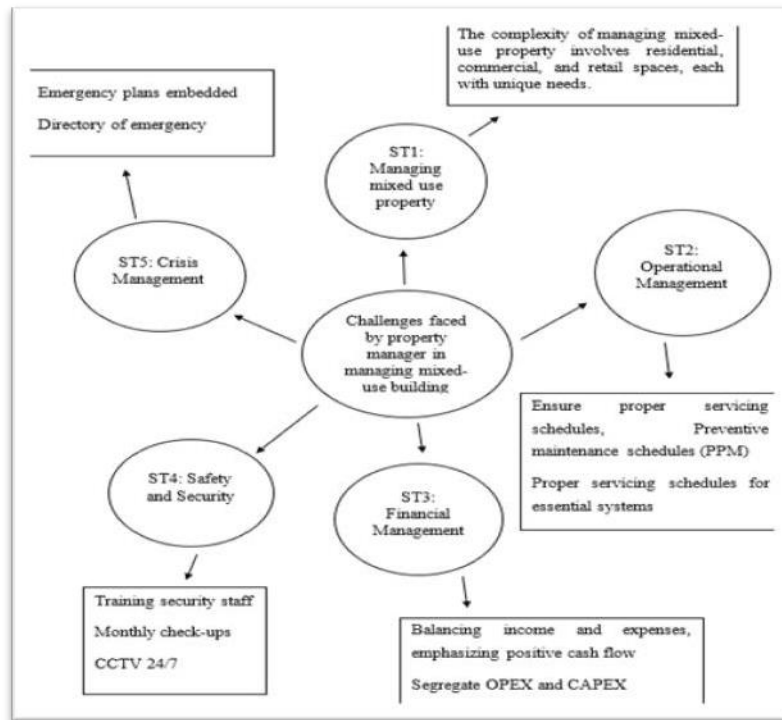 The complexity of managing mixed-
use property involves residential,
commercial, and retail spaces, each
with unique needs.
Emergency plans embedded
Directory of emergency
ST1:
Managing
mixed use
property
ST5: Crisis
Management
ST2:
Operational
Management
Challenges faced
by property
manager in
managing mixed-
use building
Ensure proper servicing
schedules, Preventive
maintenance schedules (PPM)
Proper servicing schedules for
essential systems
ST4: Safety
and Security
ST3:
Financial
Management
Training security staff
Monthly check-ups
CCTV 24/7
Balancing income and expenses,
emphasizing positive cash flow
Segregate OPEX and CAPEX